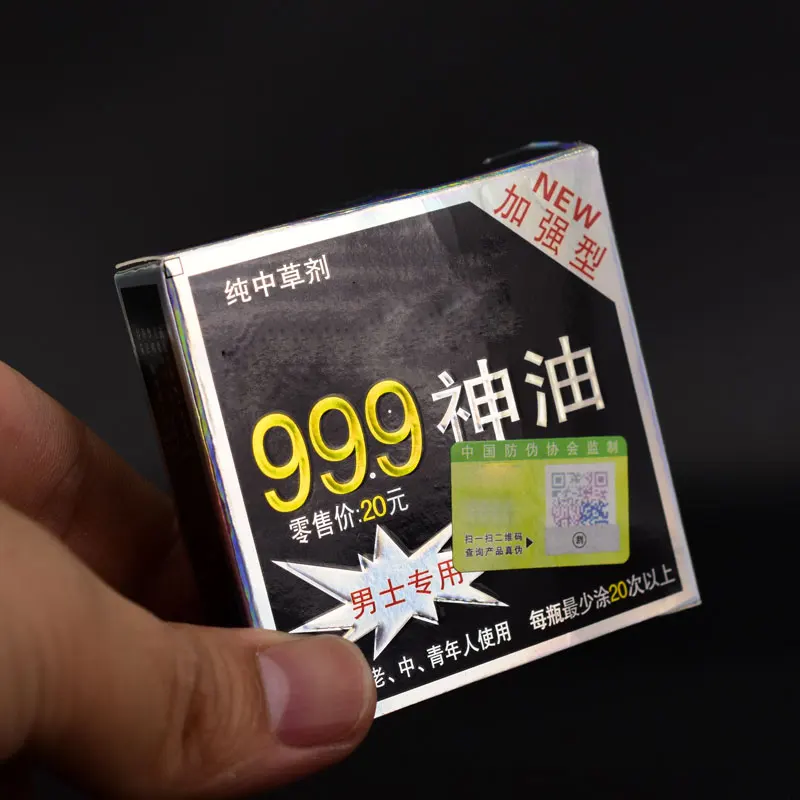 NEW
加强型
纯中草剂
99.9神油
零售价:20元
中国防伪协会监制
扫一扫二维码
查询产品真伪
男士专用
老、中、青年人使用
每瓶最少涂20次以上